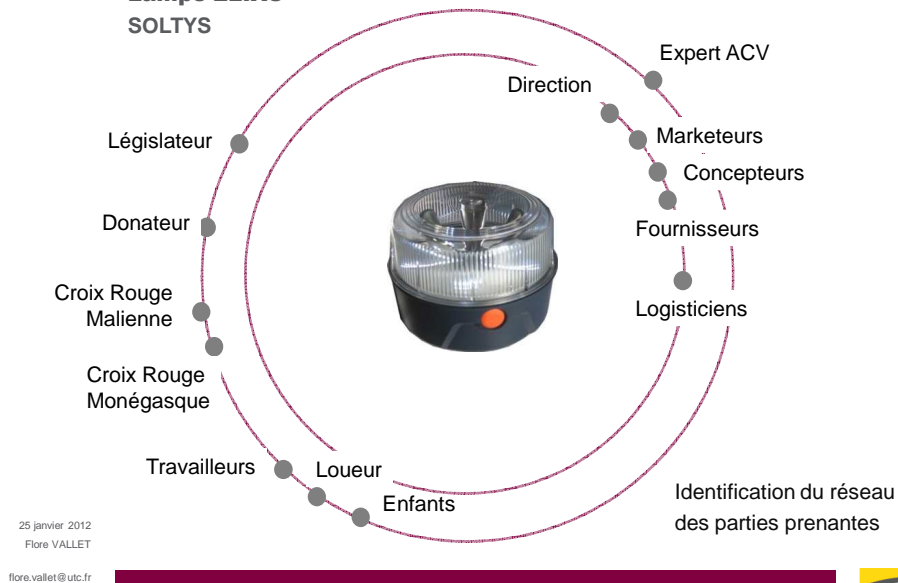 SOLTYS
Expert ACV
Direction
Législateur
Marketeurs
Concepteurs
Donateur
Fournisseurs
Croix Rouge
Malienne
Logisticiens
Croix Rouge
Monégasque
Travailleurs
Loueur
Enfants
Identification du réseau
des parties prenantes
25 janvier 2012
Flore VALLET
flore.vallet@utc.fr